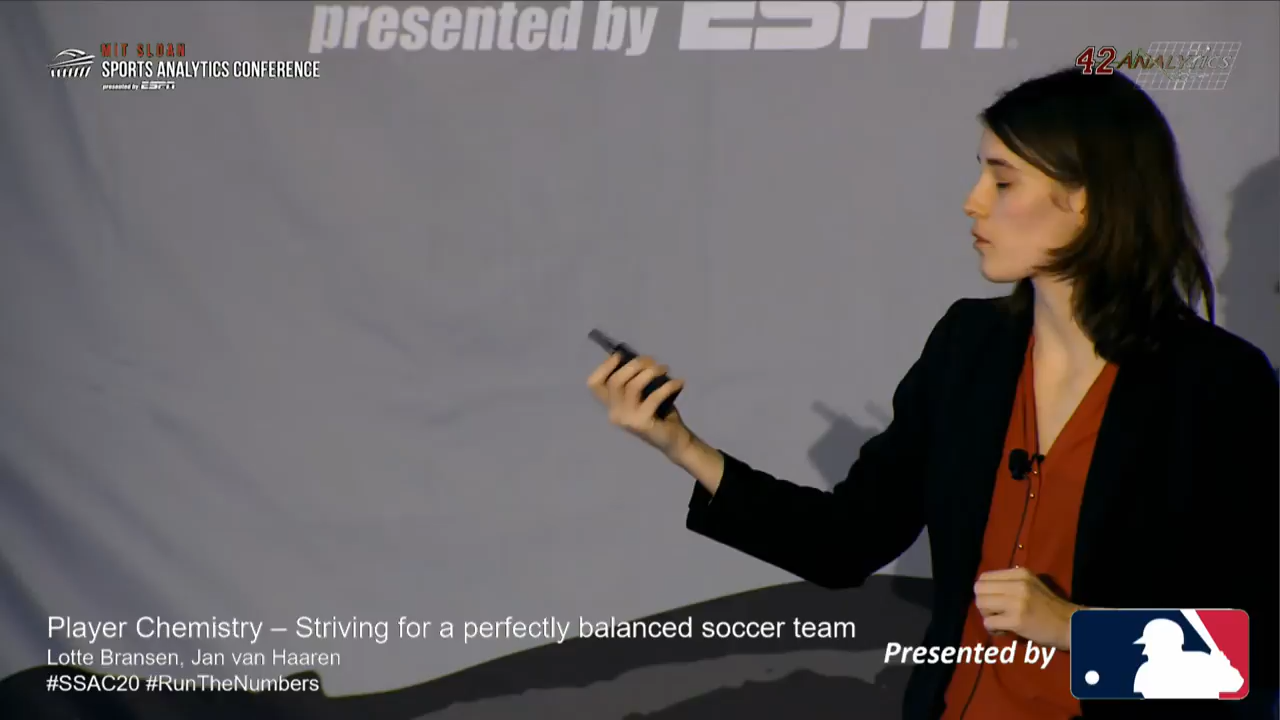 presented by ESPN
MIT SLOAN
SPORTS ANALYTICS CONFERENCE
presented by ESPN
42 ANALYTICS
Player Chemistry – Striving for a perfectly balanced soccer team
Lotte Bransen, Jan van Haaren
#SSAC20 #RunTheNumbers
Presented by